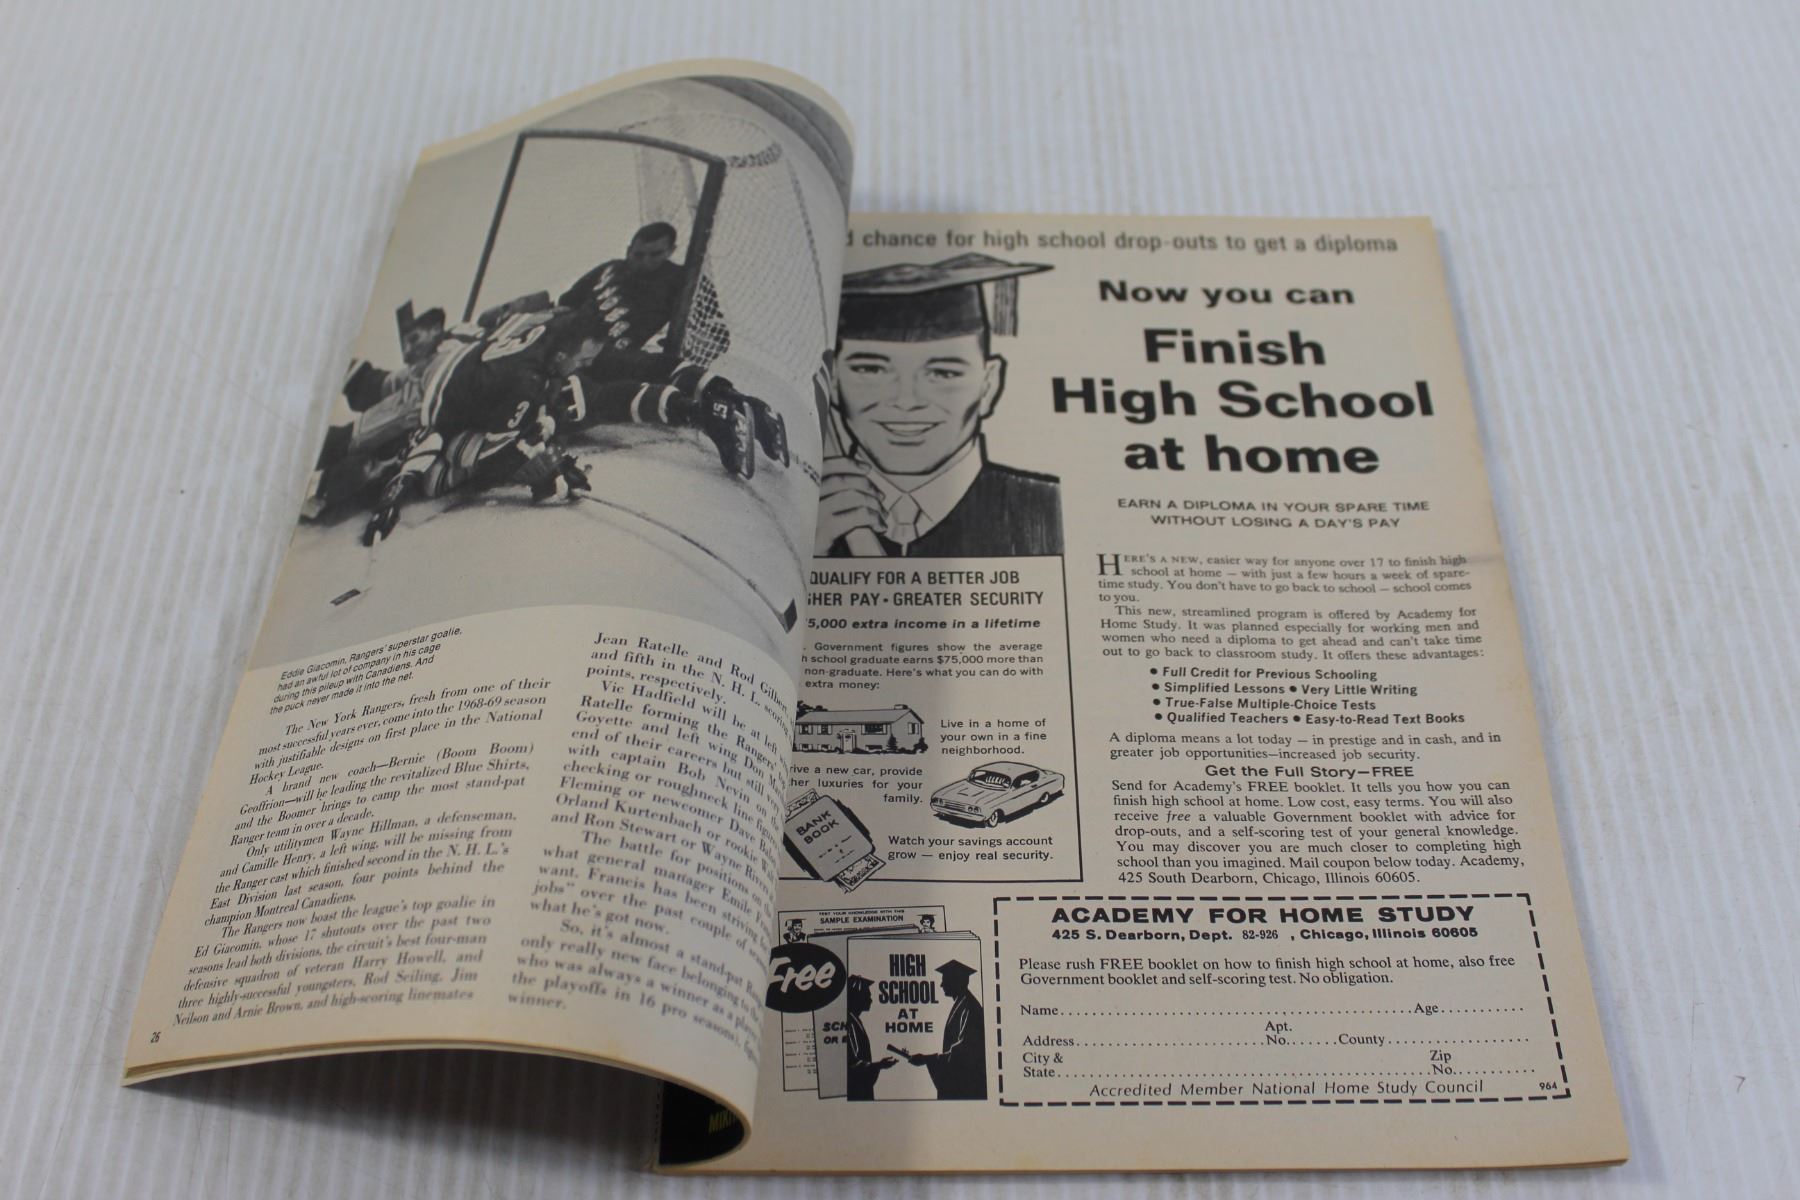 Eddie Giacomin, Rangers' superstar goalie,
had an awful lot of company in his cage
during this pileup with Canadiens. And
the puck never made it into the net.
The New York Rangers, fresh from one of their
most successful years ever, come into the 1968-69 season
with justifiable designs on first place in the National
Hockey League.
A brand new coach—Bernie (Boom Boom)
Geoffrion—will be leading the revitalized Blue Shirts,
and the Boomer brings to camp the most stand-pat
Ranger team in over a decade.
Only utilitymen Wayne Hillman, a defenseman,
and Camille Henry, a left wing, will be missing from
the Ranger cast which finished second in the N. H. L.'s
East Division last season, four points behind the
champion Montreal Canadiens.
The Rangers now boast the league's top goalie in
Ed Giacomin, whose 17 shutouts over the past two
seasons lead both divisions, the circuit's best four-man
defensive squadron of veteran Harry Howell, and
three highly-successful youngsters, Rod Seiling, Jim
Neilson and Arnie Brown, and high-scoring linemates
26
Jean Ratelle and Rod Gilbert,
and fifth in the N. H. L. scoring
points, respectively.
Vic Hadfield will be at left
Ratelle forming the Rangers'
Goyette and left wing Don
end of their careers but still
with captain Bob Nevin on the
checking or roughneck line
Fleming or newcomer Dave
Orland Kurtenbach or rookie
and Ron Stewart or Wayne
The battle for positions on the
what general manager Emile
want. Francis has been striving for
jobs" over the past couple of
what he's got now.
So, it's almost a stand-pat
only really new face belonging to the
who was always a winner as a player
the playoffs in 16 pro seasons),
winner.
chance for high school drop-outs to get a diploma
Now you can
Finish
High School
at home
EARN A DIPLOMA IN YOUR SPARE TIME
WITHOUT LOSING A DAY'S PAY
HERE'S A NEW, easier way for anyone over 17 to finish high
school at home — with just a few hours a week of spare-
time study. You don't have to go back to school — school comes
to you.
This new, streamlined program is offered by Academy for
Home Study. It was planned especially for working men and
women who need a diploma to get ahead and can't take time
out to go back to classroom study. It offers these advantages:
• Full Credit for Previous Schooling
• Simplified Lessons • Very Little Writing
• True-False Multiple-Choice Tests
• Qualified Teachers • Easy-to-Read Text Books
A diploma means a lot today — in prestige and in cash, and in
greater job opportunities—increased job security.
Get the Full Story—FREE
Send for Academy's FREE booklet. It tells you how you can
finish high school at home. Low cost, easy terms. You will also
receive free a valuable Government booklet with advice for
drop-outs, and a self-scoring test of your general knowledge.
You may discover you are much closer to completing high
school than you imagined. Mail coupon below today. Academy,
425 South Dearborn, Chicago, Illinois 60605.
QUALIFY FOR A BETTER JOB
HER PAY • GREATER SECURITY
5,000 extra income in a lifetime
. Government figures show the average
h school graduate earns $75,000 more than
non-graduate. Here's what you can do with
extra money:
Live in a home of
your own in a fine
neighborhood.
rive a new car, provide
her luxuries for your
family.
BANK
BOOK
Watch your savings account
grow — enjoy real security.
TEST YOUR KNOWLEDGE WITH THIS
SAMPLE EXAMINATION
Free
SCH
OR
HIGH
SCHOOL
AT
HOME
ACADEMY FOR HOME STUDY
425 S. Dearborn, Dept. 82-926 , Chicago, Illinois 60605
Please rush FREE booklet on how to finish high school at home, also free
Government booklet and self-scoring test. No obligation.
Name..........Age..........
Address..........Apt. No.......County..........
City &
State..........Zip No..........
Accredited Member National Home Study Council 964